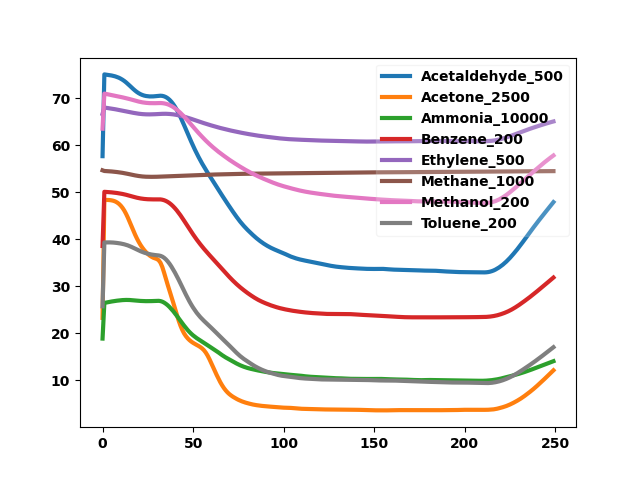 70
60
50
40
30
20
10
0
50
100
150
200
250
Acetaldehyde_500
Acetone_2500
Ammonia_10000
Benzene_200
Ethylene_500
Methane_1000
Methanol_200
Toluene_200